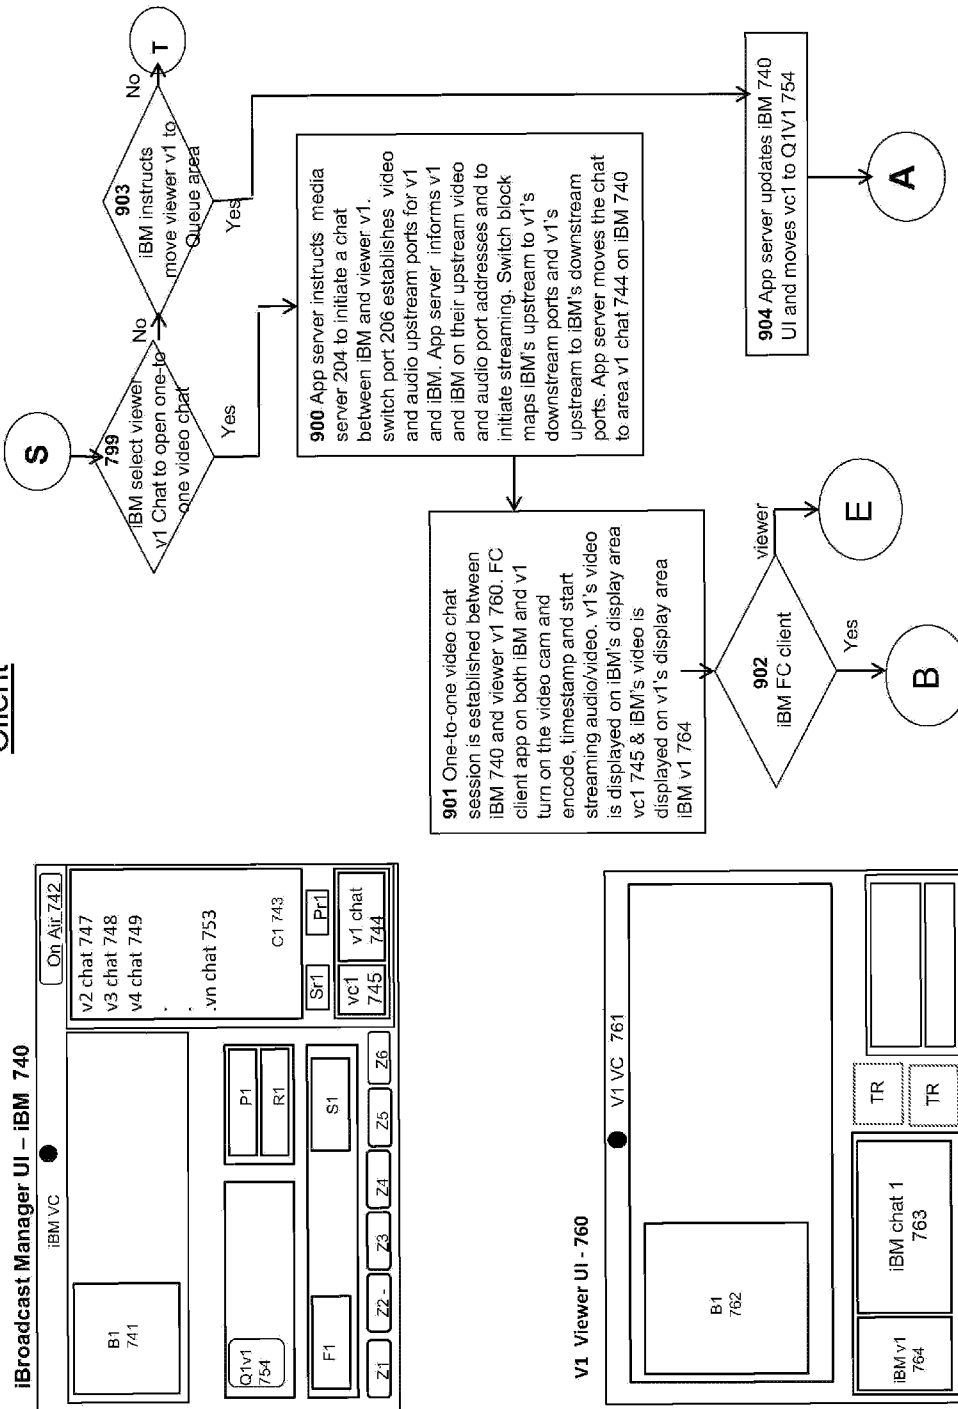 Client
iBroadcast Manager UI – iBM 740
iBM VC
On Air 742
B1
741
v2 chat 747
v3 chat 748
v4 chat 749
.
.
.vn chat 753
C1 743
Q1v1
754
P1
R1
Sr1
Pr1
F1
S1
vc1
745
v1 chat
744
Z1
Z2 -
Z3
Z4
Z5
Z6
V1 Viewer UI - 760
V1 VC 761
B1
762
iBM v1
764
iBM chat 1
763
TR
TR
S
799
iBM select viewer
v1 Chat to open one-to
one video chat
No
Yes
903
iBM instructs
move viewer v1 to
Queue area
No
T
Yes
900 App server instructs media
server 204 to initiate a chat
between iBM and viewer v1.
switch port 206 establishes video
and audio upstream ports for v1
and iBM. App server informs v1
and iBM on their upstream video
and audio port addresses and to
initiate streaming. Switch block
maps iBM's upstream to v1's
downstream ports and v1's
upstream to iBM's downstream
ports. App server moves the chat
to area v1 chat 744 on iBM 740
901 One-to-one video chat
session is established between
iBM 740 and viewer v1 760. FC
client app on both iBM and v1
turn on the video cam and
encode, timestamp and start
streaming audio/video. v1's video
is displayed on iBM's display area
vc1 745 & iBM's video is
displayed on v1's display area
iBM v1 764
902
iBM FC client
viewer
Yes
E
B
904 App server updates iBM 740
UI and moves vc1 to Q1V1 754
A